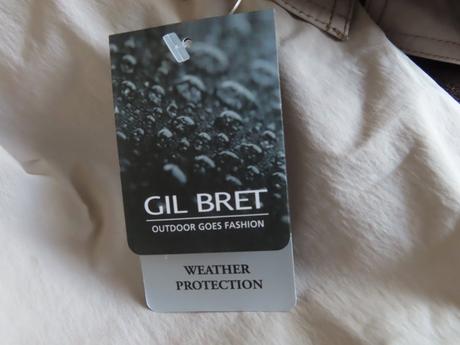 GIL BRET
OUTDOOR GOES FASHION
WEATHER
PROTECTION